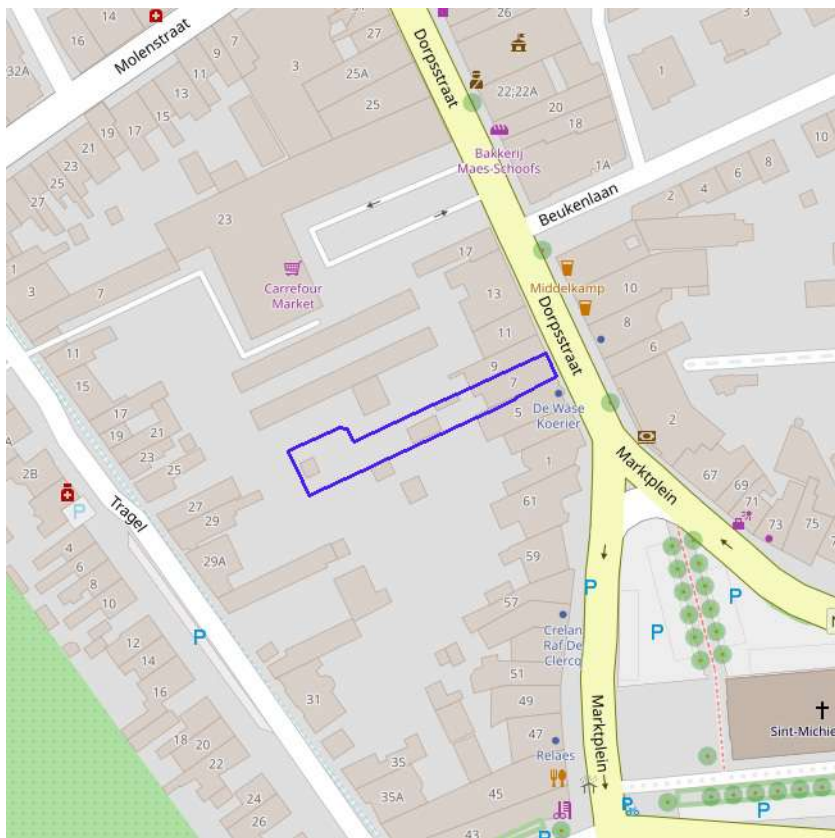 14
16
26
27
Molenstraat
9
7
3
25A
Dorpsstraat
32A
11
13
25
22;22A
1
15
20
17
18
19
21
Bakkerij
Maes-Schoofs
10
23
25
27
1A
8
6
4
2
Beukenlaan
23
17
1
3
7
Carrefour
Market
13
Middelkamp
10
Dorpsstraat
8
11
6
11
15
9
7
5
De Wase
Koerier
2
17
19
21
23
25
1
Marktplein
67
69
71
73
75
2B
P
Tragel
27
29
61
4
6
8
10
29A
59
P
P
P
57
Crelan
Raf De
Clercq
P
12
14
16
51
49
31
Marktplein
Sint-Michie
18
20
22
47
Relaes
35
35A
45
24
26
43
P
P
P